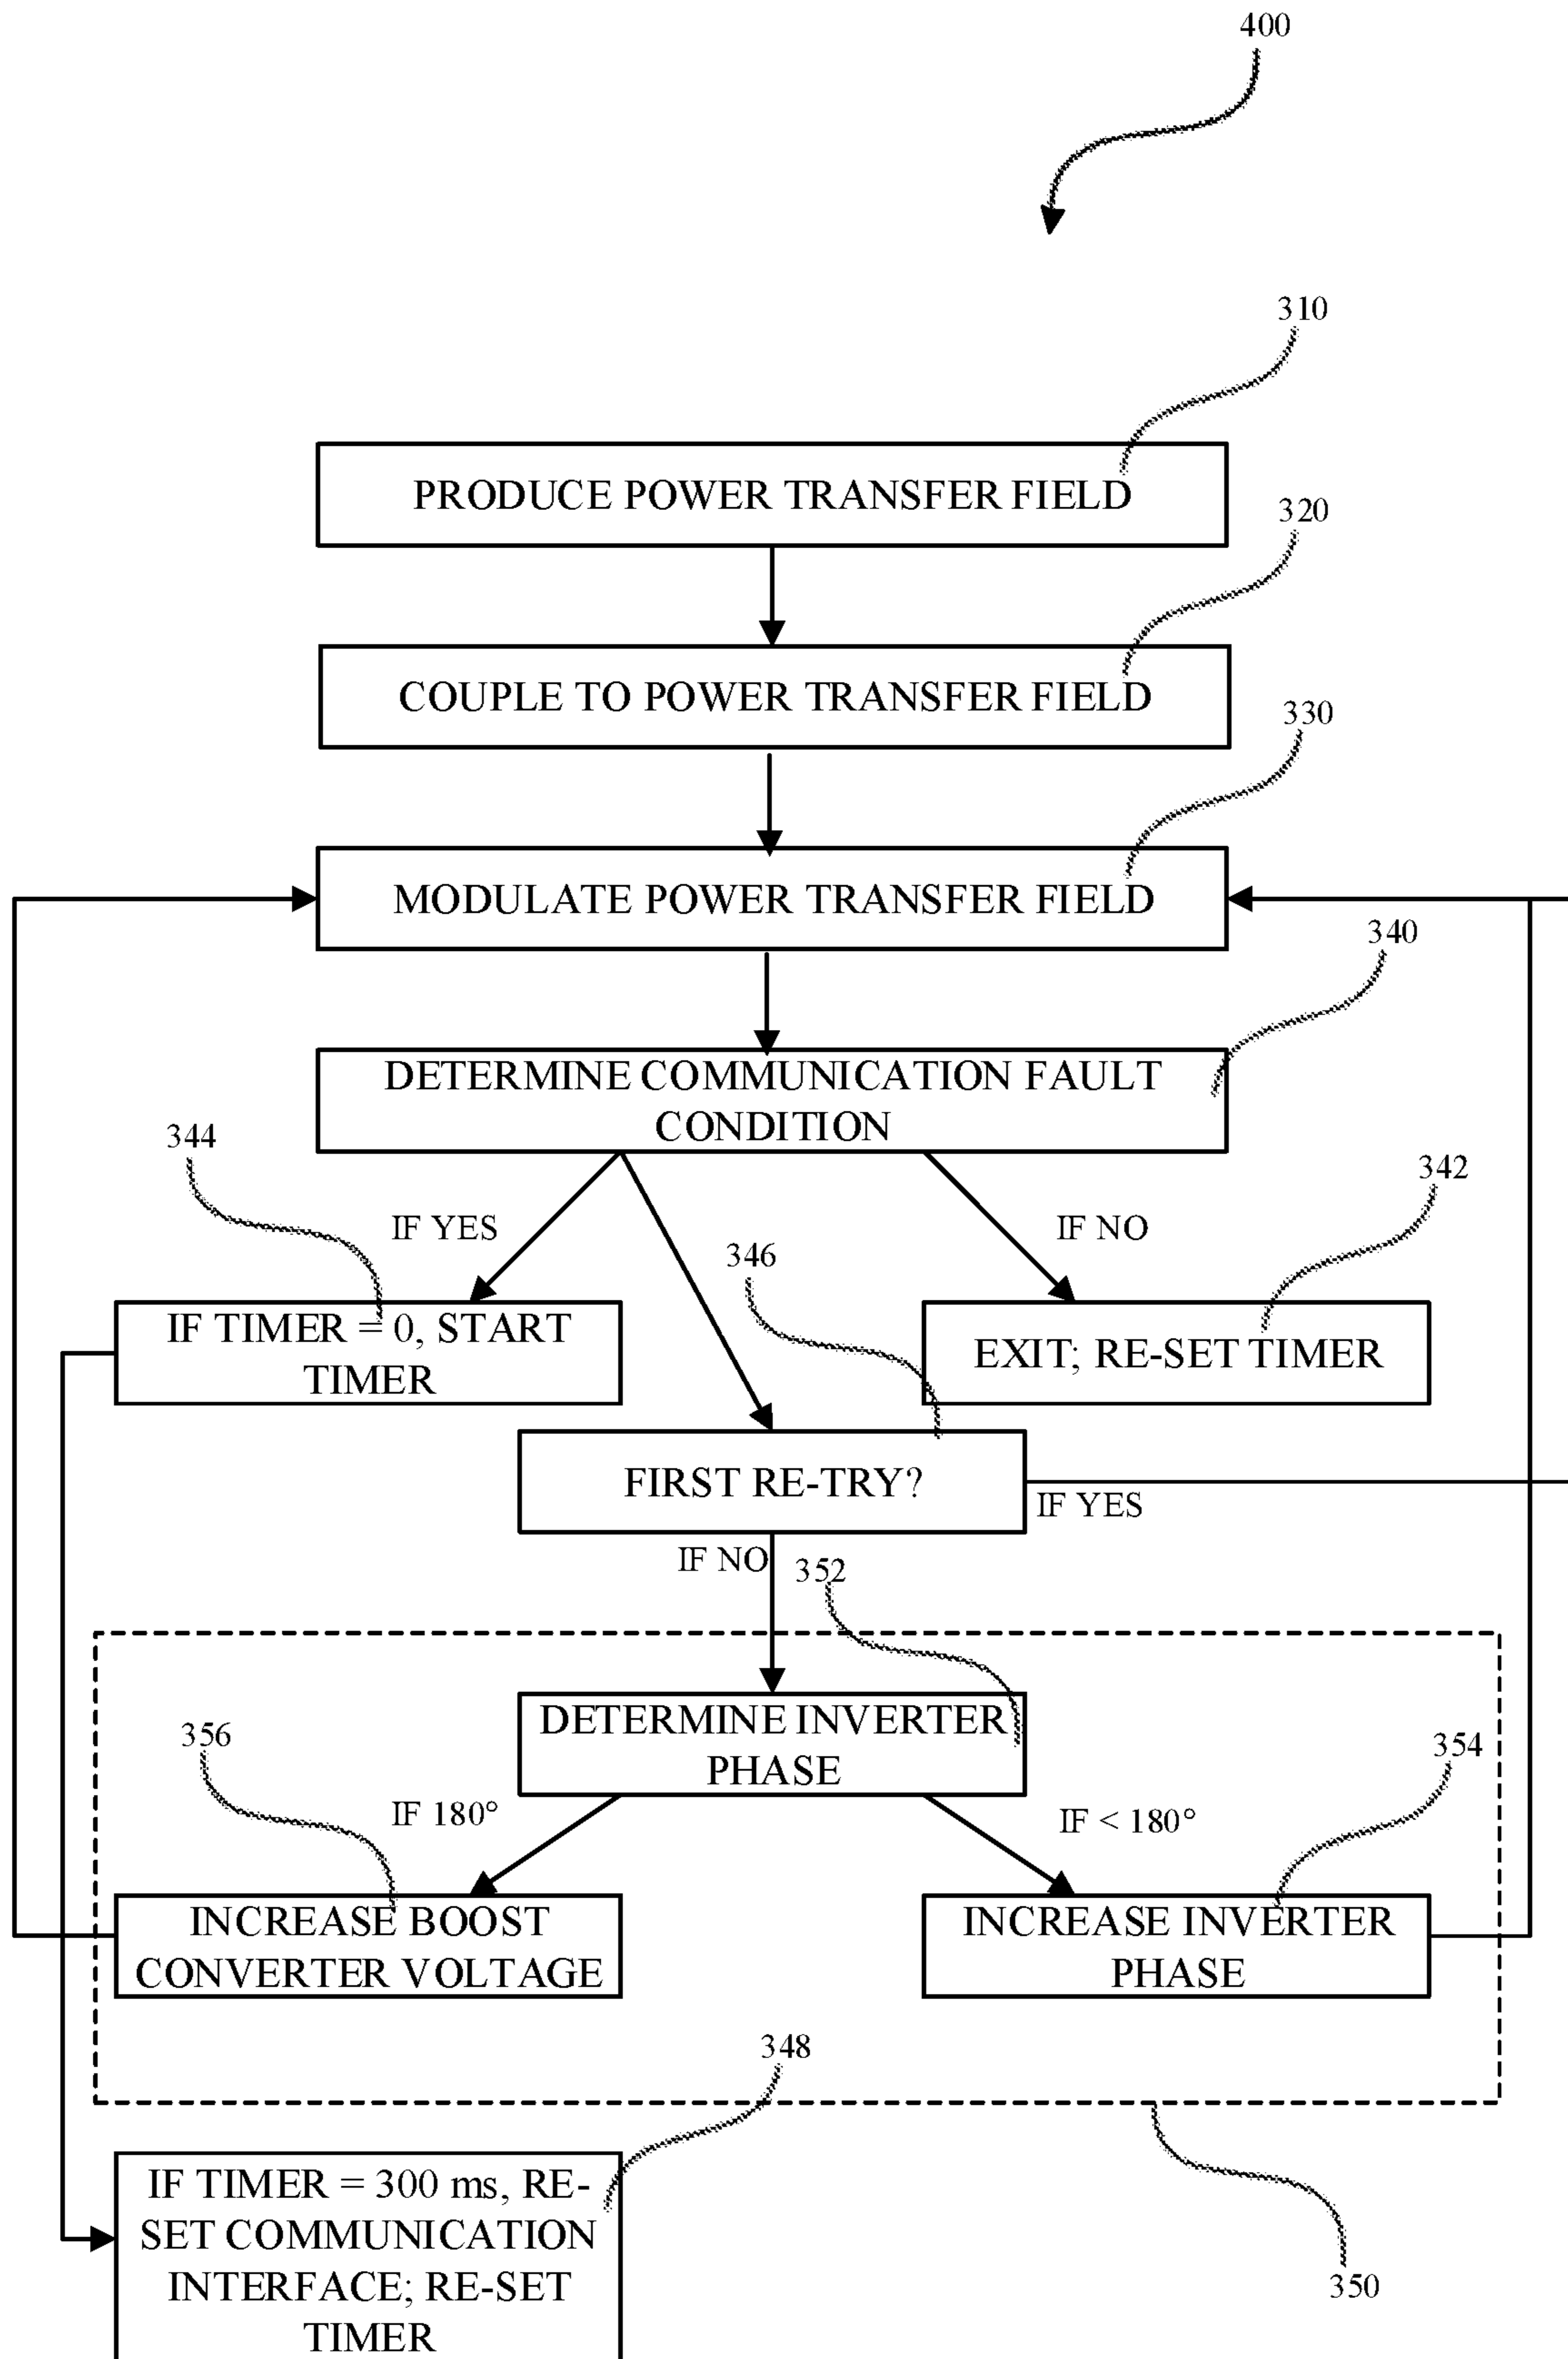 400
310
PRODUCE POWER TRANSFER FIELD
320
COUPLE TO POWER TRANSFER FIELD
330
MODULATE POWER TRANSFER FIELD
340
DETERMINE COMMUNICATION FAULT
CONDITION
344
342
IF YES
IF NO
346
IF TIMER = 0, START
TIMER
EXIT; RE-SET TIMER
FIRST RE-TRY?
IF YES
IF NO
352
DETERMINE INVERTER
PHASE
356
354
IF 180°
IF < 180°
INCREASE BOOST
CONVERTER VOLTAGE
INCREASE INVERTER
PHASE
348
IF TIMER = 300 ms, RE-
SET COMMUNICATION
INTERFACE; RE-SET
TIMER
350